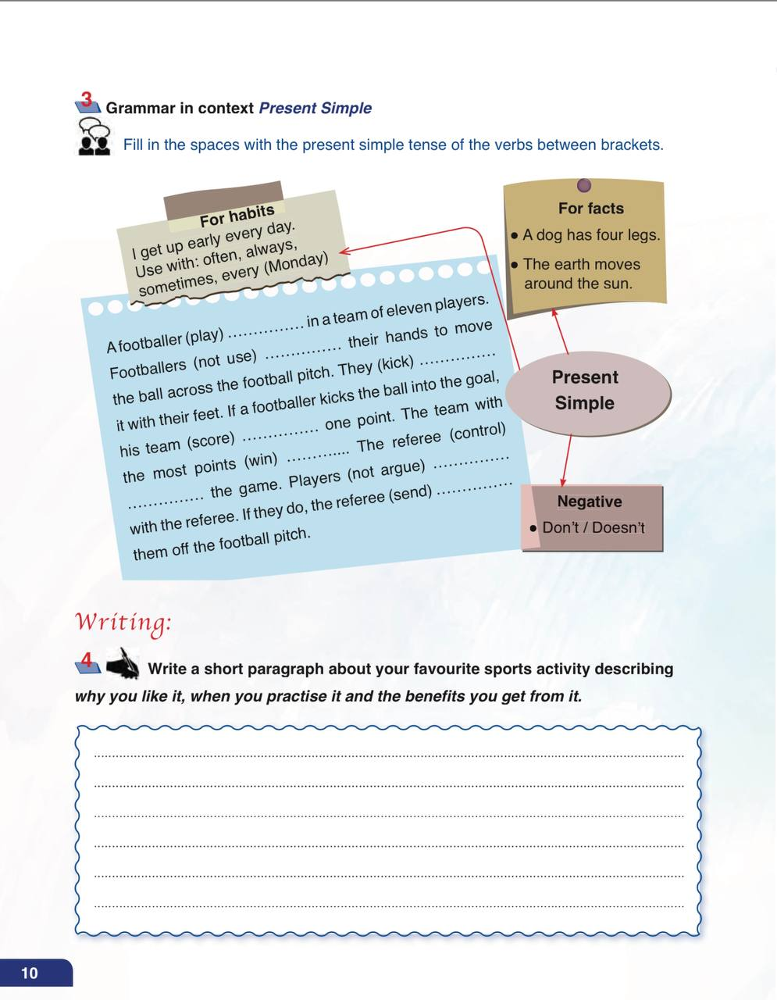 3
Grammar in context Present Simple
Fill in the spaces with the present simple tense of the verbs between brackets.
For habits
I get up early every day.
Use with: often, always,
sometimes, every (Monday)
For facts
• A dog has four legs.
• The earth moves
around the sun.
A footballer (play) ............... in a team of eleven players.
Footballers (not use) ............... their hands to move
the ball across the football pitch. They (kick) ...............
it with their feet. If a footballer kicks the ball into the goal,
his team (score) ............... one point. The team with
the most points (win) ............... The referee (control)
............... the game. Players (not argue) ...............
with the referee. If they do, the referee (send) ...............
them off the football pitch.
Present
Simple
Negative
• Don't / Doesn't
Writing:
4
Write a short paragraph about your favourite sports activity describing
why you like it, when you practise it and the benefits you get from it.
10